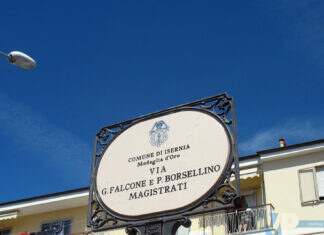 COMUNE DI ISERNIA
Medaglia d'Oro
VIA
G. FALCONE E P. BORSELLINO
MAGISTRATI